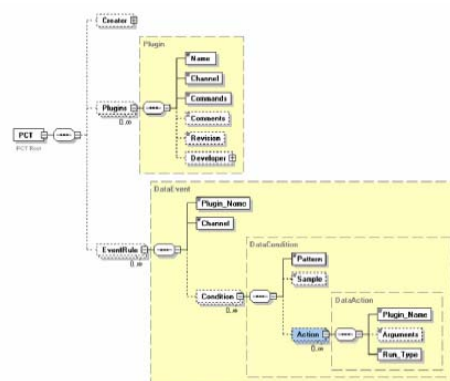 Creator
Plugin
Name
Channel
Commands
Plugins
Comments
0..∞
Revision
PCT
Developer
PCT Root
DataEvent
Plugin_Name
Channel
EventRule
DataCondition
0..∞
Pattern
Sample
Condition
DataAction
0..∞
Plugin_Name
Action
Arguments
0..∞
Run_Type